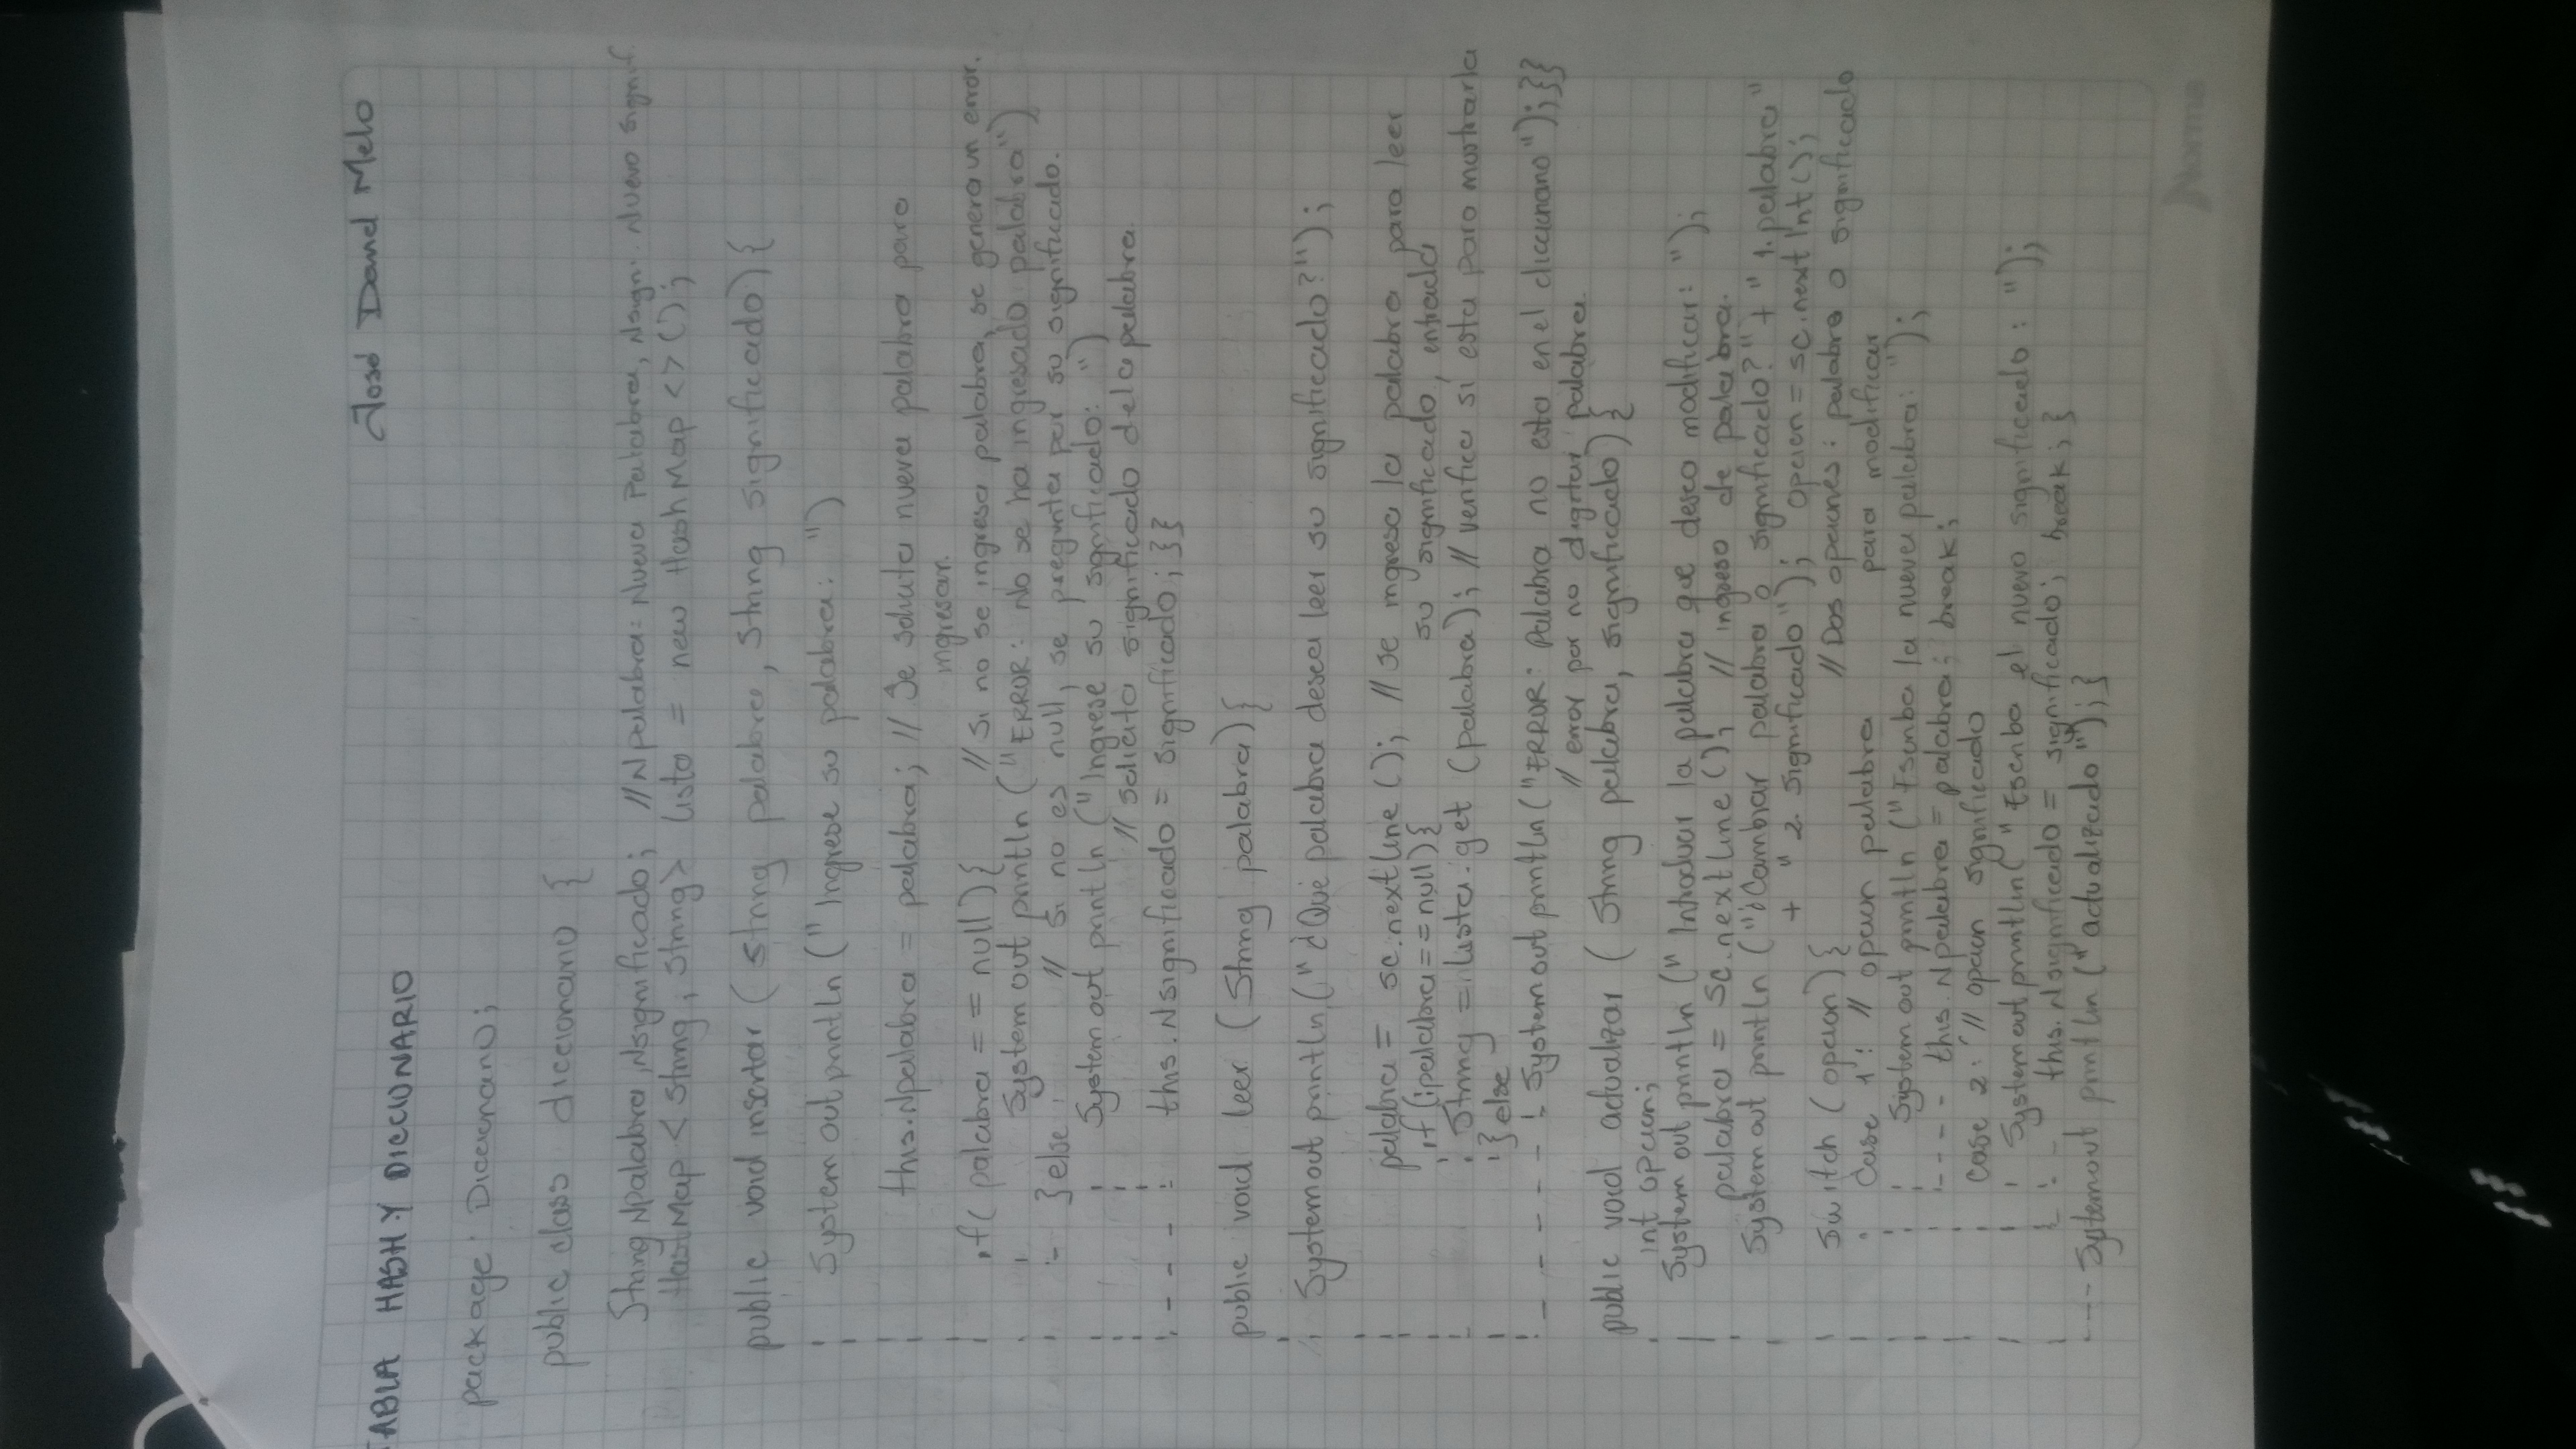 TABLA HASH Y DICCIONARIO
José Daniel Melo
package Diccionario;
public class diccionario {
String Npalabra, Nsignificado; //Npalabra: Nueva Palabra, Nsign: Nuevo signif.
HastMap < String, String> lista = new HashMap <>();
public void insertar ( String palabra, String significado){
System out println (" Ingrese su palabra: ")
this.Npalabra = palabra; // Se solicita nueva palabra para
ingresar.
if( palabra == null){ // Si no se ingresa palabra, se genera un error.
System out println ("ERROR: No se ha ingresado palabra")
}else // Si no es null, se pregunta por su significado.
System out println ("Ingrese su significado: ")
// solicita significado de la palabra.
this.Nsignificado = significado; }}
public void leer (String palabra){
System out println (" ¿Que palabra desea leer su significado?");
palabra = sc.nextline (); // se ingresa la palabra para leer
if (!palabra == null){ su significado, entrada
String = lista.get (palabra); // verifica si esta para mostrarla
}else
System out println ("ERROR: Palabra no esta en el diccionario"); }}
// error por no digitar palabra.
public void actualizar ( String palabra, significado){
int opcion;
System out println (" Introducir la palabra que desea modificar: ");
palabra = sc.nextline (); // ingreso de palabra.
System out println ("¿Cambiar palabra o significado?" + " 1. palabra"
+ " 2. Significado"); opcion = sc.next Int();
Switch (opcion){ // Dos opciones: palabra o significado
Case 1: // opcion palabra para modificar
System out println ("Escriba la nueva palabra: ");
this.Npalabra = palabra; break;
case 2: // opcion significado
System out println (" Escriba el nuevo significado: ");
this.Nsignificado = significado; break; }
System out println ("actualizado"); }
Norma